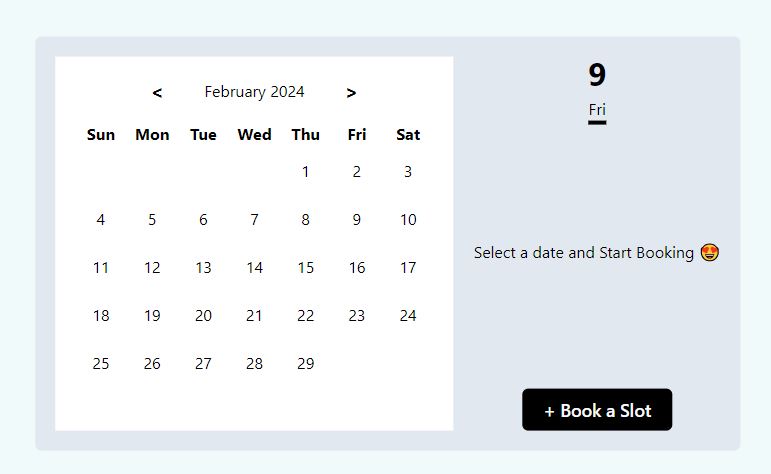 < February 2024 >
Sun Mon Tue Wed Thu Fri Sat
1 2 3
4 5 6 7 8 9 10
11 12 13 14 15 16 17
18 19 20 21 22 23 24
25 26 27 28 29
9
Fri
Select a date and Start Booking 😍
+ Book a Slot